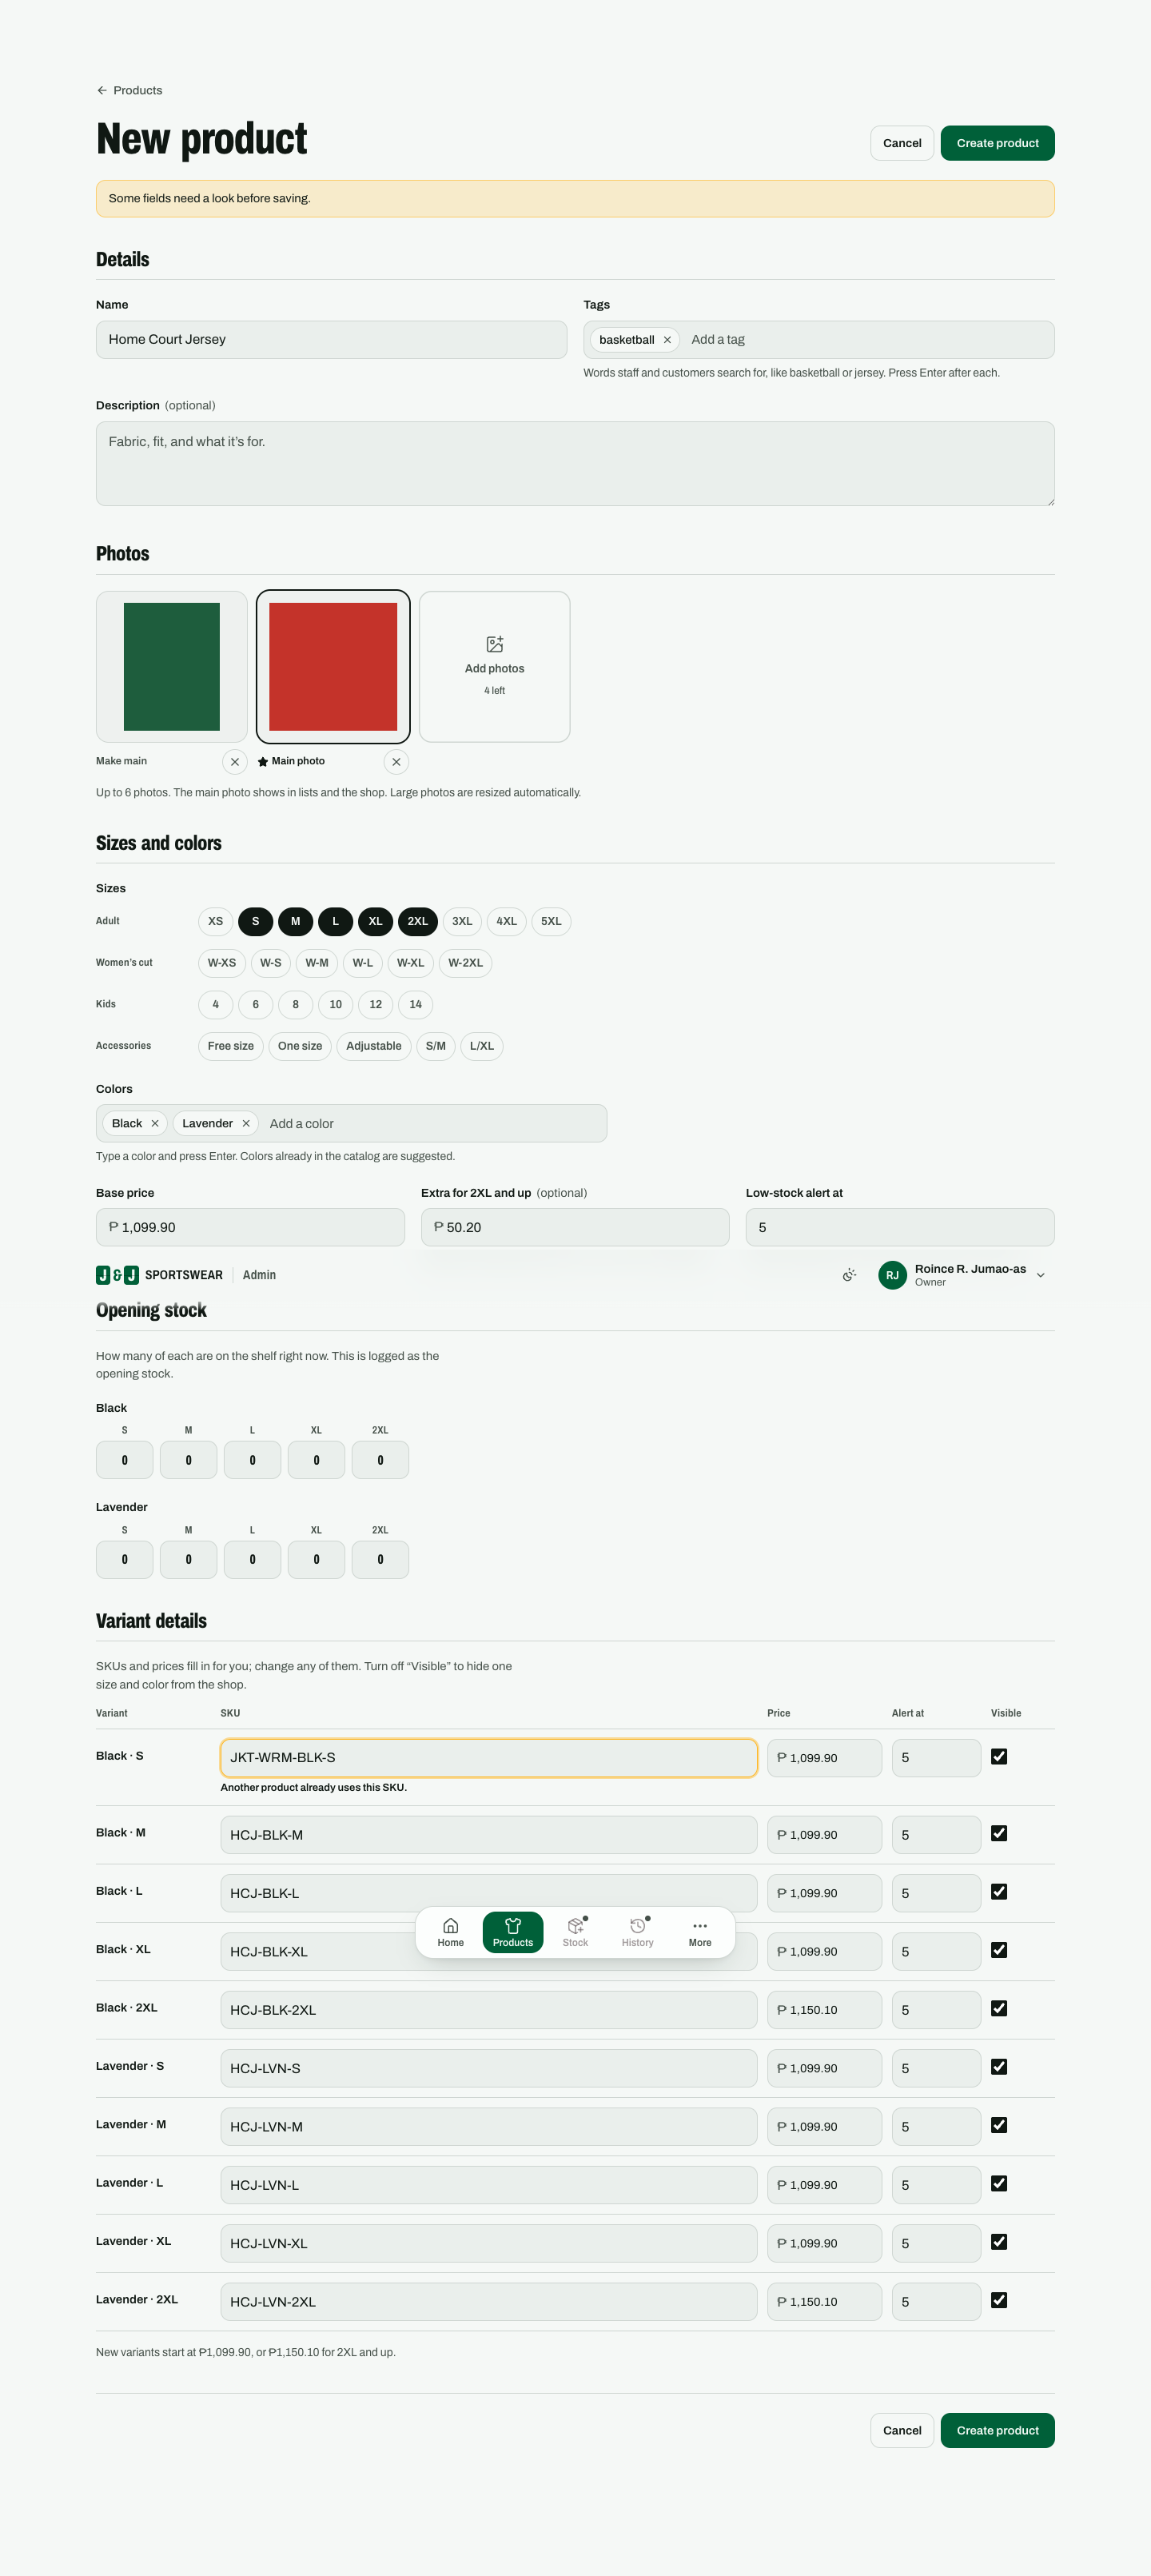 Products
New product
Cancel
Create product
Some fields need a look before saving.
Details
Name
Tags
Home Court Jersey
basketball
Add a tag
Words staff and customers search for, like basketball or jersey. Press Enter after each.
Description (optional)
Fabric, fit, and what it’s for.
Photos
Add photos
4 left
Make main
Main photo
Up to 6 photos. The main photo shows in lists and the shop. Large photos are resized automatically.
Sizes and colors
Sizes
Adult
XS S M L XL 2XL 3XL 4XL 5XL
Women’s cut
W-XS W-S W-M W-L W-XL W-2XL
Kids
4 6 8 10 12 14
Accessories
Free size One size Adjustable S/M L/XL
Colors
Black
Lavender
Add a color
Type a color and press Enter. Colors already in the catalog are suggested.
Base price
Extra for 2XL and up (optional)
Low-stock alert at
₱ 1,099.90
₱ 50.20
5
J & J SPORTSWEAR
Admin
RJ
Roince R. Jumao-as
Owner
Opening stock
How many of each are on the shelf right now. This is logged as the
opening stock.
Black
S M L XL 2XL
0 0 0 0 0
Lavender
S M L XL 2XL
0 0 0 0 0
Variant details
SKUs and prices fill in for you; change any of them. Turn off “Visible” to hide one
size and color from the shop.
Variant SKU Price Alert at Visible
Black · S JKT-WRM-BLK-S ₱ 1,099.90 5
Another product already uses this SKU.
Black · M HCJ-BLK-M ₱ 1,099.90 5
Black · L HCJ-BLK-L ₱ 1,099.90 5
Home
Products
Stock
History
More
Black · XL HCJ-BLK-XL ₱ 1,099.90 5
Black · 2XL HCJ-BLK-2XL ₱ 1,150.10 5
Lavender · S HCJ-LVN-S ₱ 1,099.90 5
Lavender · M HCJ-LVN-M ₱ 1,099.90 5
Lavender · L HCJ-LVN-L ₱ 1,099.90 5
Lavender · XL HCJ-LVN-XL ₱ 1,099.90 5
Lavender · 2XL HCJ-LVN-2XL ₱ 1,150.10 5
New variants start at ₱1,099.90, or ₱1,150.10 for 2XL and up.
Cancel
Create product